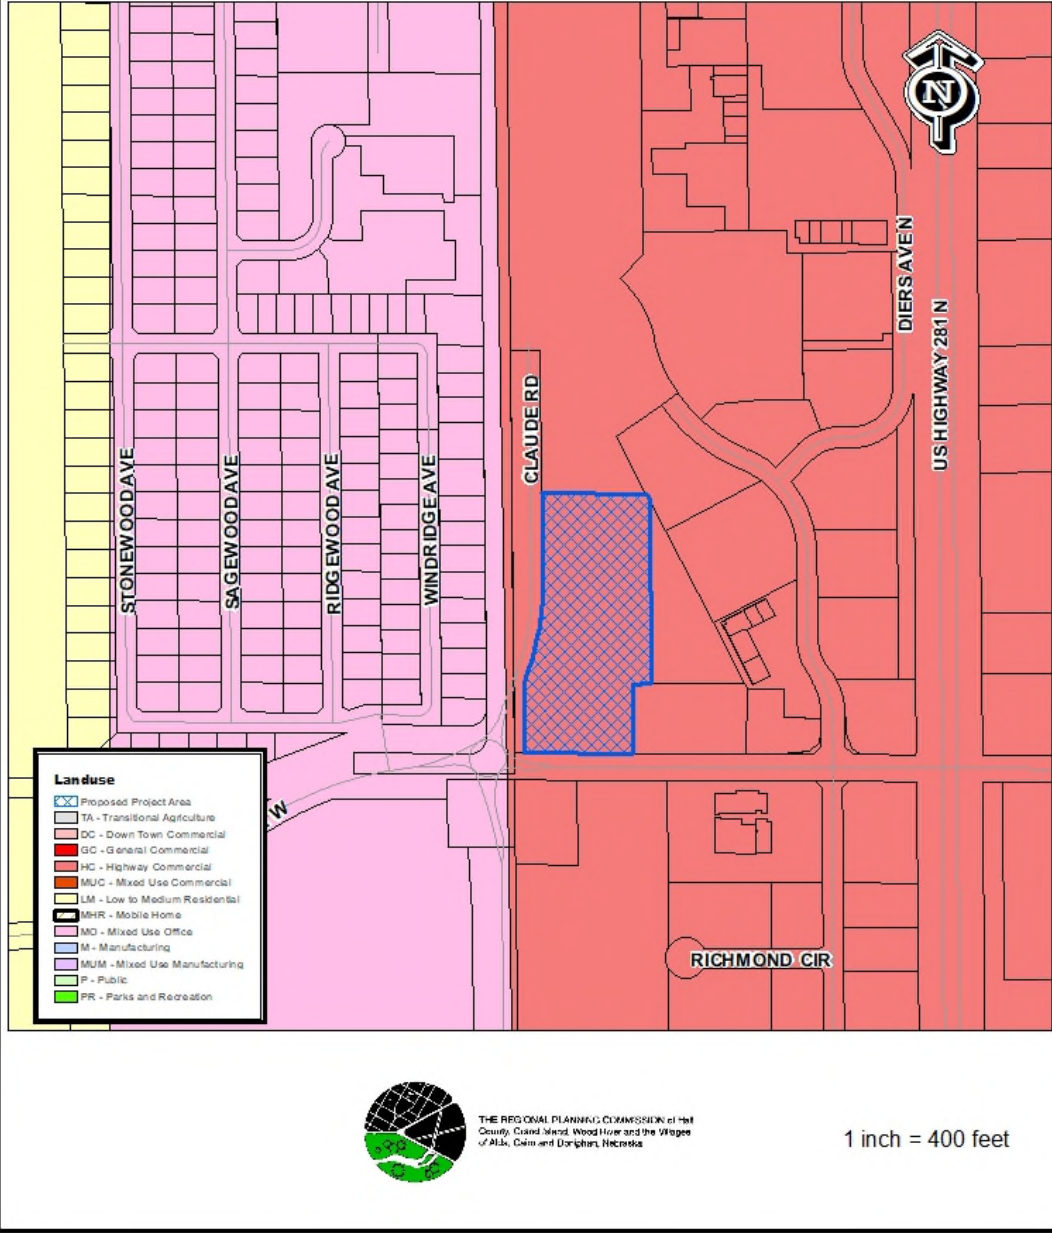 N
DIERS AVE N
US HIGHWAY 281 N
CLAUDE RD
STONEWOOD AVE
SAGEWOOD AVE
RIDGEWOOD AVE
WINDRIDGE AVE
W
RICHMOND CIR
Landuse
Proposed Project Area
TA - Transitional Agriculture
DC - Down Town Commercial
GC - General Commercial
HC - Highway Commercial
MUC - Mixed Use Commercial
LM - Low to Medium Residential
MHR - Mobile Home
MO - Mixed Use Office
M - Manufacturing
MUM - Mixed Use Manufacturing
P - Public
PR - Parks and Recreation
THE REGIONAL PLANNING COMMISSION of Hall
County, Grand Island, Wood River and the Villages
of Alda, Cairo and Doniphan, Nebraska
1 inch = 400 feet